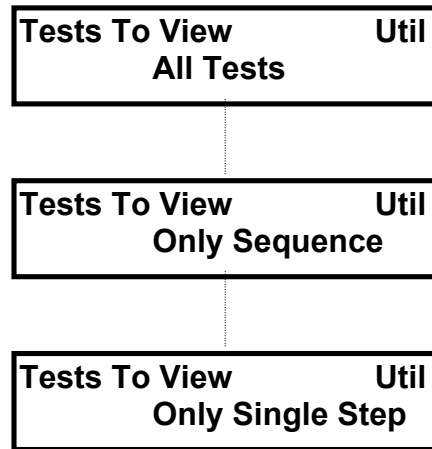 Tests To View Util
All Tests
Tests To View Util
Only Sequence
Tests To View Util
Only Single Step